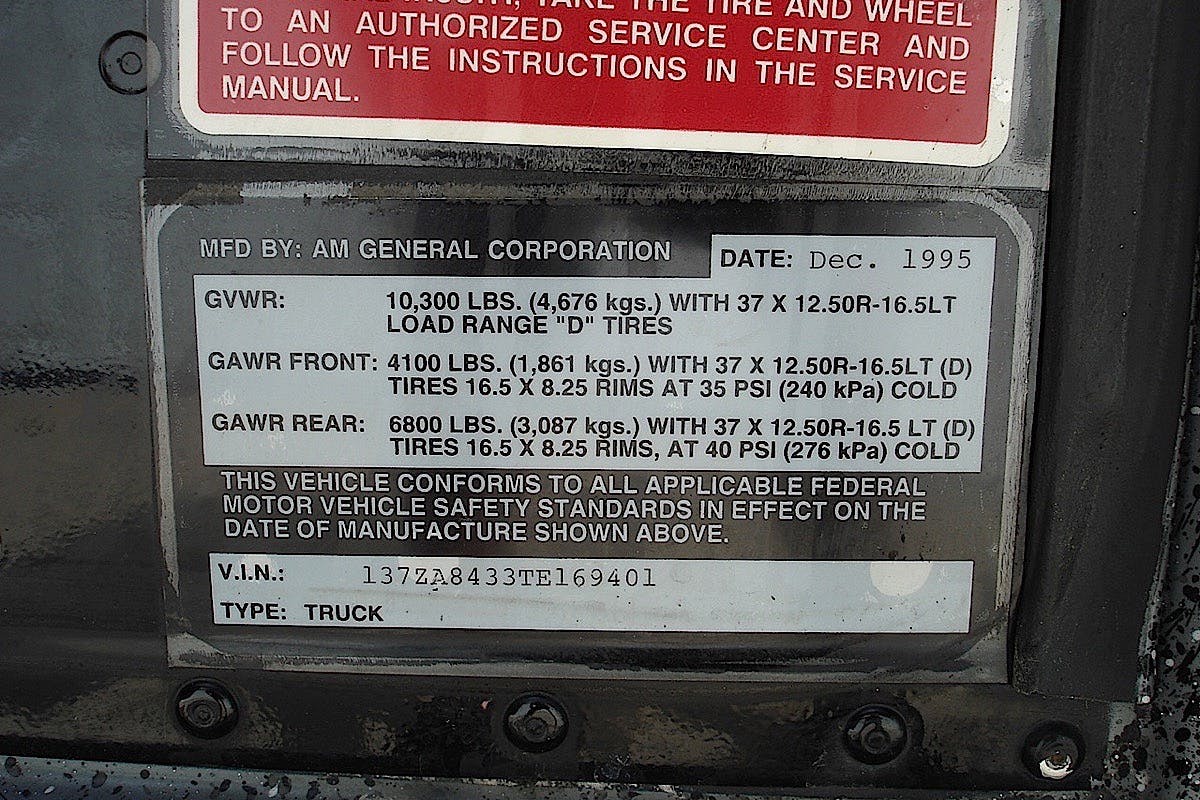 TAKE THE TIRE AND WHEEL
TO AN AUTHORIZED SERVICE CENTER AND
FOLLOW THE INSTRUCTIONS IN THE SERVICE
MANUAL.
MFD BY: AM GENERAL CORPORATION
DATE: Dec. 1995
GVWR: 10,300 LBS. (4,676 kgs.) WITH 37 X 12.50R-16.5LT
LOAD RANGE "D" TIRES
GAWR FRONT: 4100 LBS. (1,861 kgs.) WITH 37 X 12.50R-16.5LT (D)
TIRES 16.5 X 8.25 RIMS AT 35 PSI (240 kPa) COLD
GAWR REAR: 6800 LBS. (3,087 kgs.) WITH 37 X 12.50R-16.5 LT (D)
TIRES 16.5 X 8.25 RIMS, AT 40 PSI (276 kPa) COLD
THIS VEHICLE CONFORMS TO ALL APPLICABLE FEDERAL
MOTOR VEHICLE SAFETY STANDARDS IN EFFECT ON THE
DATE OF MANUFACTURE SHOWN ABOVE.
V.I.N.: 137ZA8433TE169401
TYPE: TRUCK